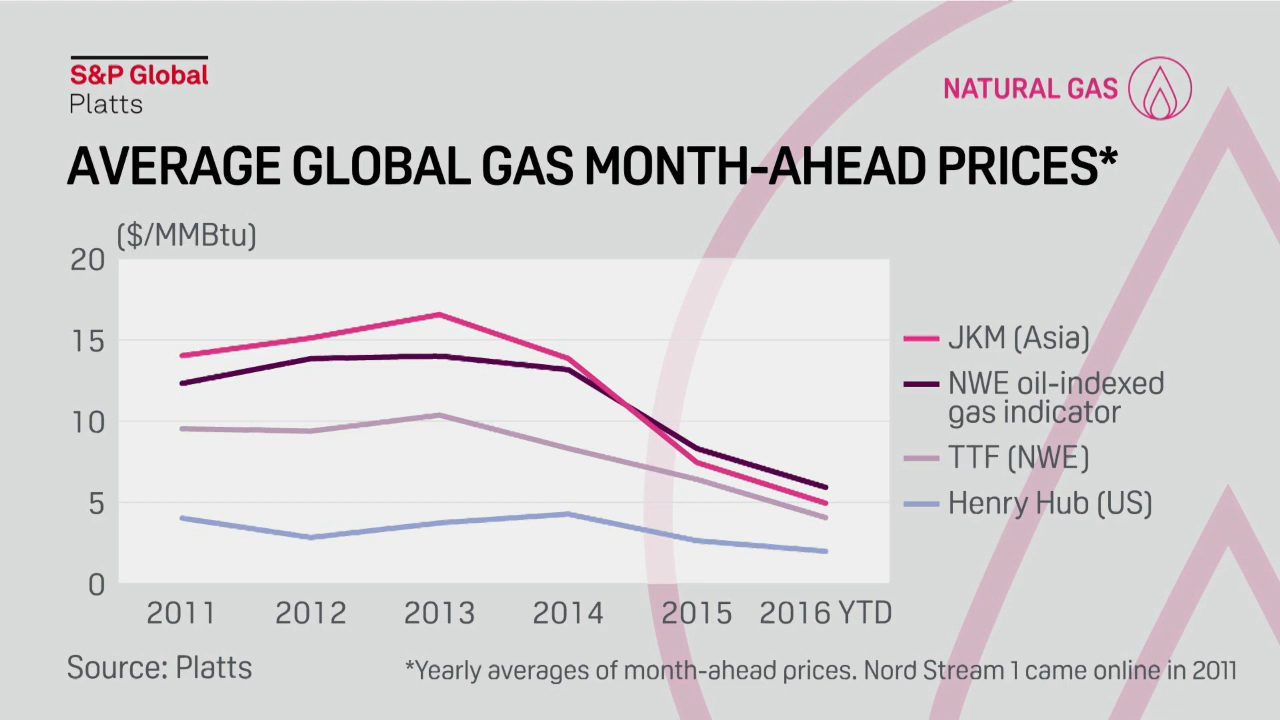 S&P Global
Platts
NATURAL GAS
AVERAGE GLOBAL GAS MONTH-AHEAD PRICES*
($/MMBtu)
20
15
10
5
0
2011 2012 2013 2014 2015 2016 YTD
JKM (Asia)
NWE oil-indexed
gas indicator
TTF (NWE)
Henry Hub (US)
Source: Platts
*Yearly averages of month-ahead prices. Nord Stream 1 came online in 2011